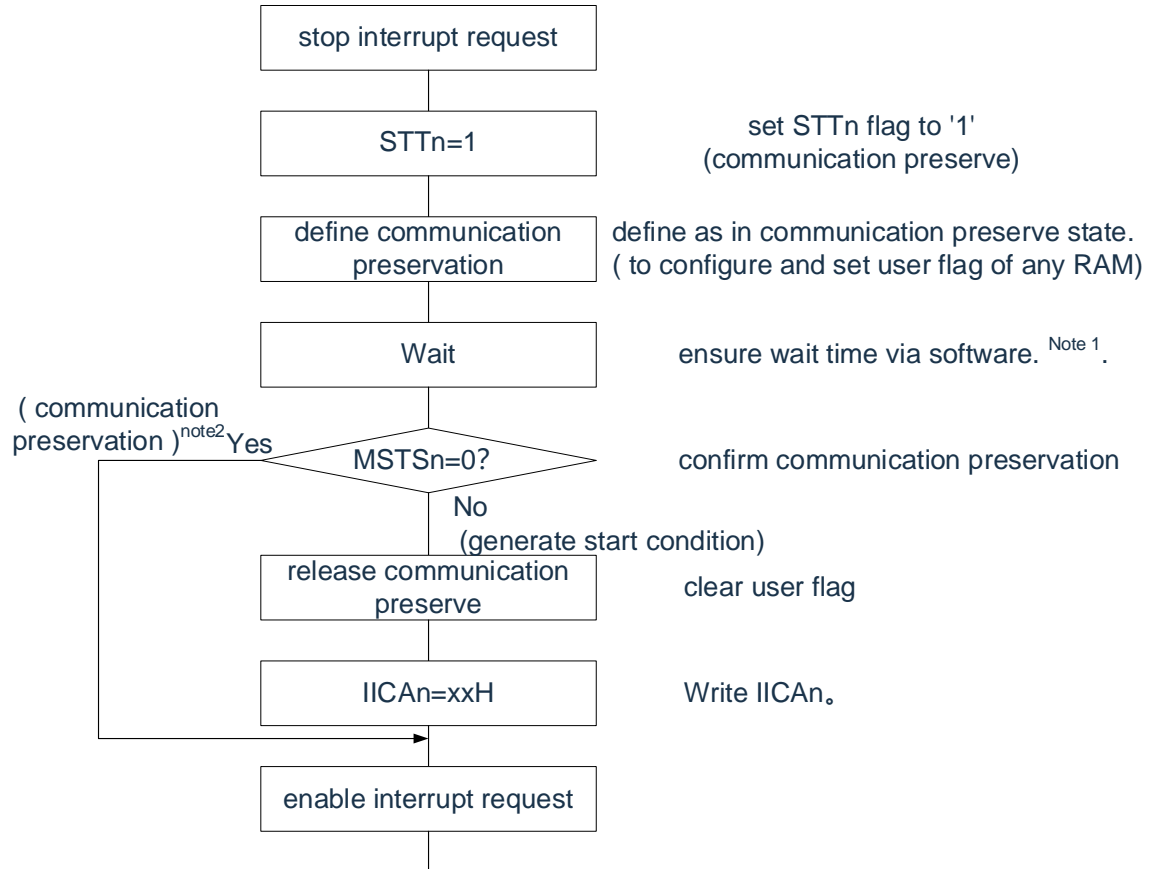 stop interrupt request
STTn=1
set STTn flag to '1'
(communication preserve)
define communication
preservation
define as in communication preserve state.
( to configure and set user flag of any RAM)
Wait
ensure wait time via software. Note 1.
( communication
preservation )note2 Yes
MSTSn=0?
confirm communication preservation
No
(generate start condition)
release communication
preserve
clear user flag
IICAn=xxH
Write IICAn。
enable interrupt request